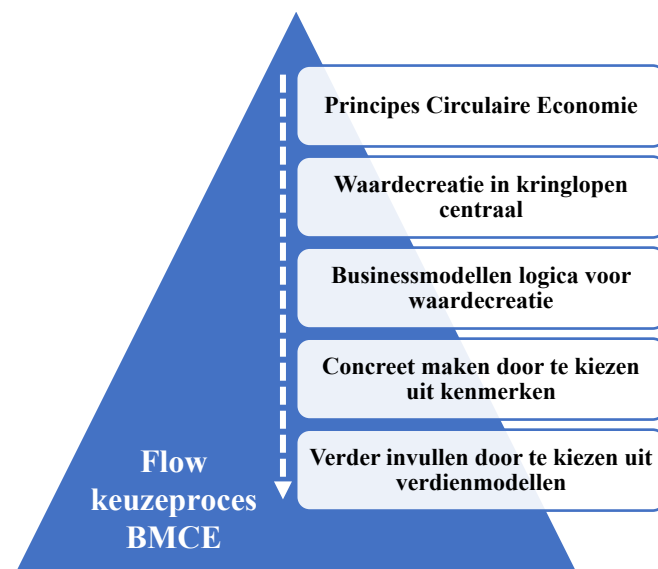 Principes Circulaire Economie
Waardecreatie in kringlopen
centraal
Businessmodellen logica voor
waardecreatie
Concreet maken door te kiezen
uit kenmerken
Verder invullen door te kiezen uit
verdienmodellen
Flow
keuzeproces
BMCE